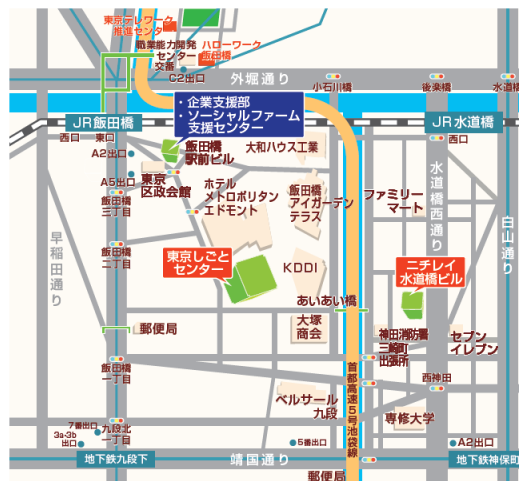 東京テレワーク
推進センター
職業能力開発
センター
ハローワーク
飯田橋
交番
C2出口
外堀通り
小石川橋
後楽橋
水道橋
・企業支援部
・ソーシャルファーム
支援センター
JR飯田橋
JR水道橋
西口
東口
西口
A2出口
飯田橋
駅前ビル
大和ハウス工業
A5出口
東京
区政会館
ホテル
メトロポリタン
エドモント
飯田橋
アイガーデン
テラス
ファミリー
マート
水道橋西通り
白山通り
飯田橋
三丁目
早稲田通り
飯田橋
二丁目
東京しごと
センター
KDDI
ニチレイ
水道橋ビル
あいあい橋
郵便局
大塚
商会
神田消防署
三崎町
出張所
セブン
イレブン
飯田橋
一丁目
首都高速5号池袋線
西神田
ベルサール
九段
専修大学
7番出口
3a・3b
出口
九段北
一丁目
5番出口
A2出口
地下鉄九段下
靖国通り
地下鉄神保町
郵便局